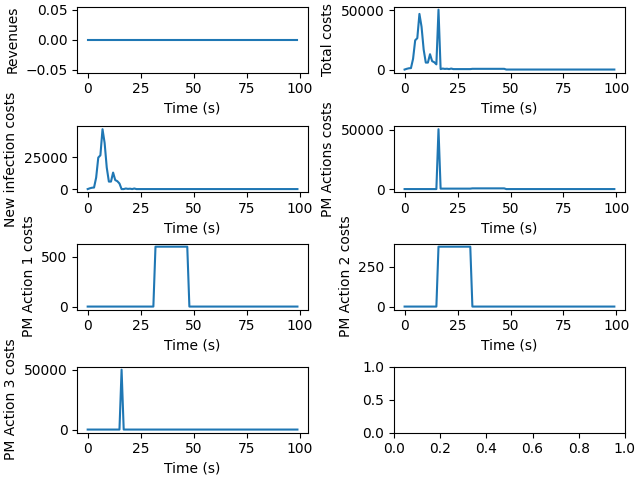 Revenues
0.05
0.00
−0.05
0 25 50 75 100
Time (s)
Total costs
50000
0
0 25 50 75 100
Time (s)
New infection costs
25000
0
0 25 50 75 100
Time (s)
PM Actions costs
50000
0
0 25 50 75 100
Time (s)
PM Action 1 costs
500
0
0 25 50 75 100
Time (s)
PM Action 2 costs
250
0
0 25 50 75 100
Time (s)
PM Action 3 costs
50000
0
0 25 50 75 100
Time (s)
1.0
0.5
0.0
0.0 0.2 0.4 0.6 0.8 1.0